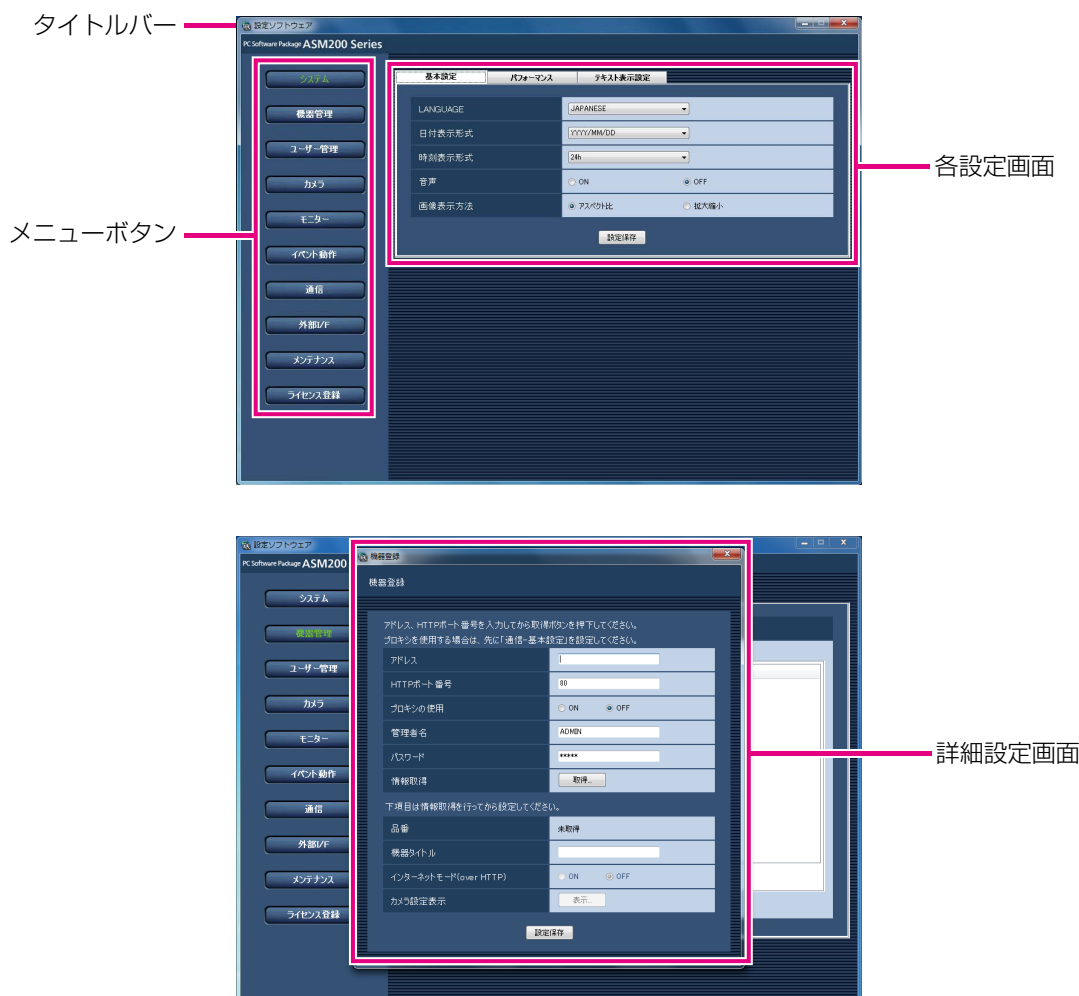 タイトルバー
設定ソフトウェア
PC Software Package ASM200 Series
メニューボタン
システム
機器管理
ユーザー管理
カメラ
モニター
イベント動作
通信
外部I/F
メンテナンス
ライセンス登録
基本設定 パフォーマンス テキスト表示設定
LANGUAGE JAPANESE
日付表示形式 YYYY/MM/DD
時刻表示形式 24h
音声 ON OFF
画像表示方法 アスペクト比 拡大縮小
設定保存
各設定画面
設定ソフトウェア
PC Software Package ASM200
システム
機器管理
ユーザー管理
カメラ
モニター
イベント動作
通信
外部I/F
メンテナンス
ライセンス登録
機器登録
機器登録
アドレス、HTTPポート番号を入力してから取得ボタンを押下してください。
プロキシを使用する場合は、先に「通信-基本設定」を設定してください。
アドレス
HTTPポート番号 80
プロキシの使用 ON OFF
管理者名 ADMIN
パスワード *****
情報取得 取得...
下項目は情報取得を行ってから設定してください。
品番 未取得
機器タイトル
インターネットモード(over HTTP) ON OFF
カメラ設定表示 表示...
設定保存
詳細設定画面